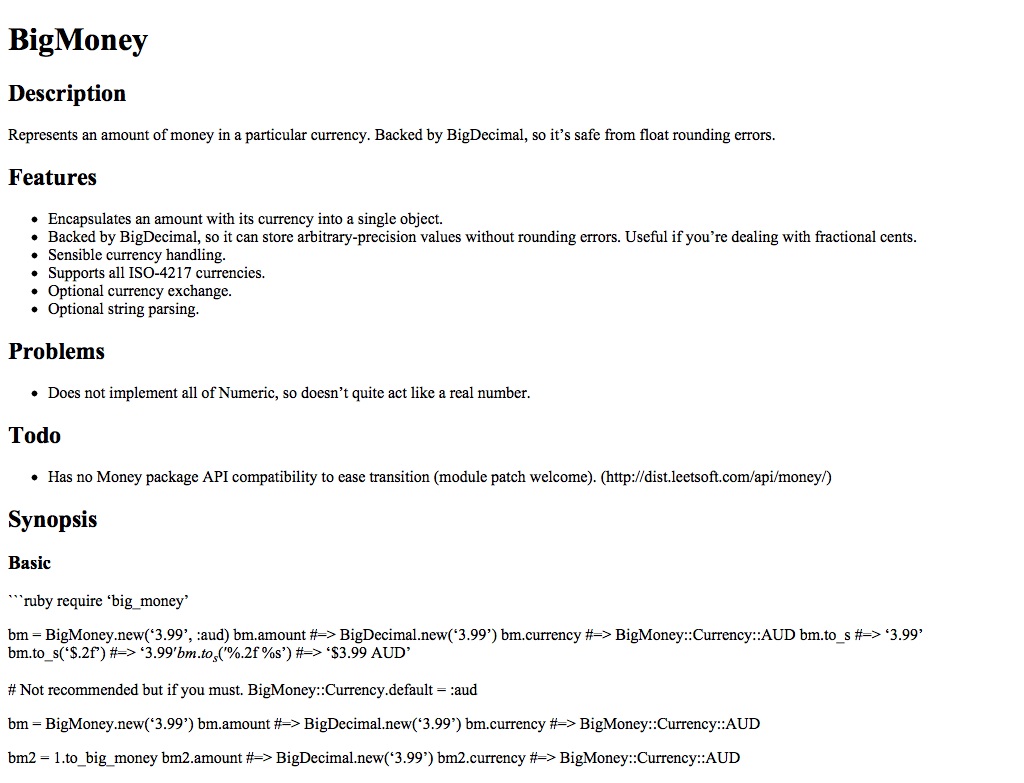 BigMoney
Description
Represents an amount of money in a particular currency. Backed by BigDecimal, so it’s safe from float rounding errors.
Features
• Encapsulates an amount with its currency into a single object.
• Backed by BigDecimal, so it can store arbitrary-precision values without rounding errors. Useful if you’re dealing with fractional cents.
• Sensible currency handling.
• Supports all ISO-4217 currencies.
• Optional currency exchange.
• Optional string parsing.
Problems
• Does not implement all of Numeric, so doesn’t quite act like a real number.
Todo
• Has no Money package API compatibility to ease transition (module patch welcome). (http://dist.leetsoft.com/api/money/)
Synopsis
Basic
```ruby require ‘big_money’
bm = BigMoney.new(‘3.99’, :aud) bm.amount #=> BigDecimal.new(‘3.99’) bm.currency #=> BigMoney::Currency::AUD bm.to_s #=> ‘3.99’
bm.to_s(‘$.2f’) #=> ‘3.99′bm.to_s(′%.2f %s’) #=> ‘$3.99 AUD’
# Not recommended but if you must. BigMoney::Currency.default = :aud
bm = BigMoney.new(‘3.99’) bm.amount #=> BigDecimal.new(‘3.99’) bm.currency #=> BigMoney::Currency::AUD
bm2 = 1.to_big_money bm2.amount #=> BigDecimal.new(‘3.99’) bm2.currency #=> BigMoney::Currency::AUD